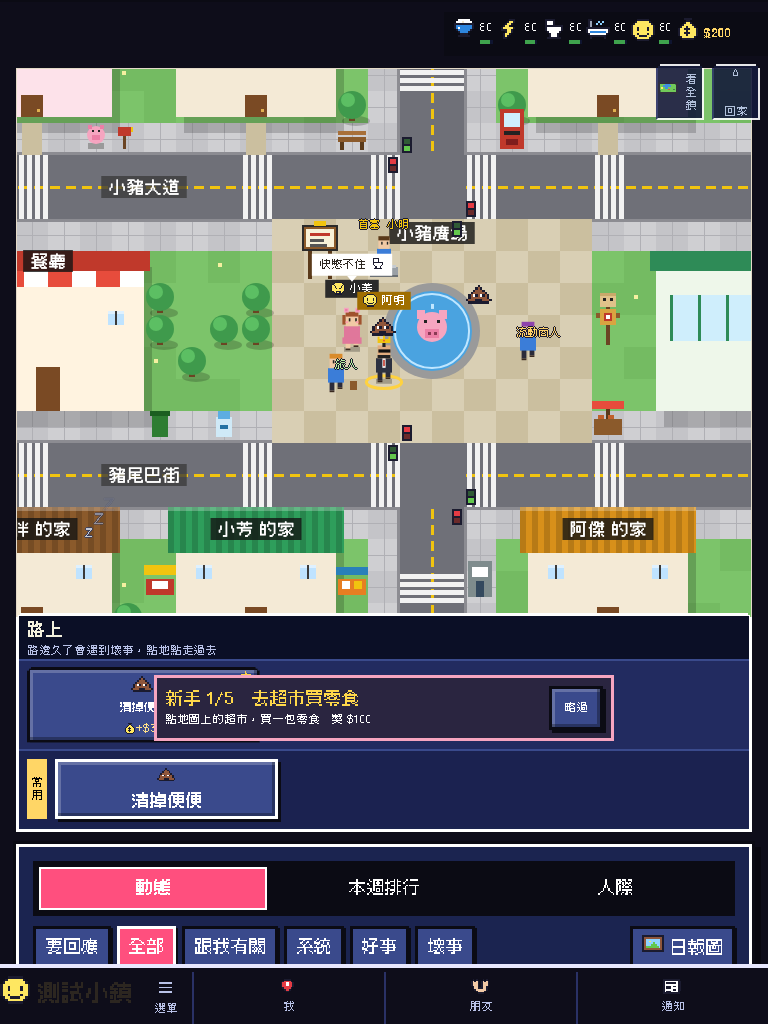 80 80 80 80 80 $200
看全鎮
回家
小豬大道
首富 小明
小豬廣場
餐廳
快憋不住
小美
阿明
流動商人
旅人
豬尾巴街
胖 的家
z z
小芳 的家
阿傑 的家
路上
路邊久了會遇到壞事，點地點走過去
清掉便
+$3
新手 1/5 去超市買零食
點地圖上的超市，買一包零食 獎 $100
略過
常用
清掉便便
動態 本週排行 人際
要回應 全部 跟我有關 系統 好事 壞事 日報圖
測試小鎮
選單 我 朋友 通知